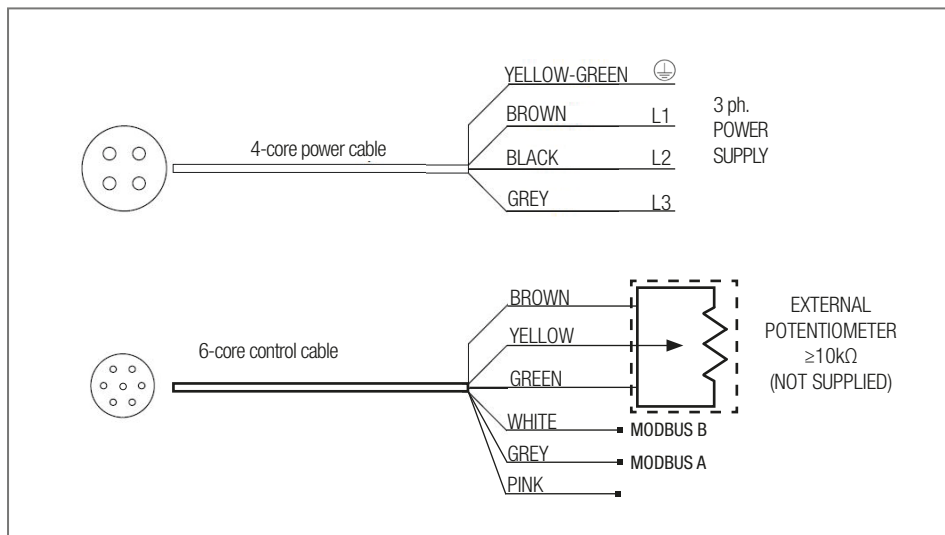 YELLOW-GREEN
BROWN L1
BLACK L2
GREY L3
3 ph.
POWER
SUPPLY
4-core power cable
BROWN
YELLOW
GREEN
WHITE MODBUS B
GREY MODBUS A
PINK
6-core control cable
EXTERNAL
POTENTIOMETER
≥10kΩ
(NOT SUPPLIED)